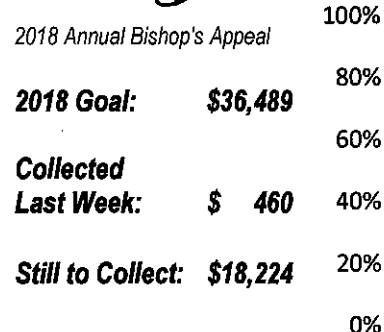 2018 Annual Bishop's Appeal
2018 Goal: $36,489
Collected
Last Week: $ 460
Still to Collect: $18,224
100%
80%
60%
40%
20%
0%